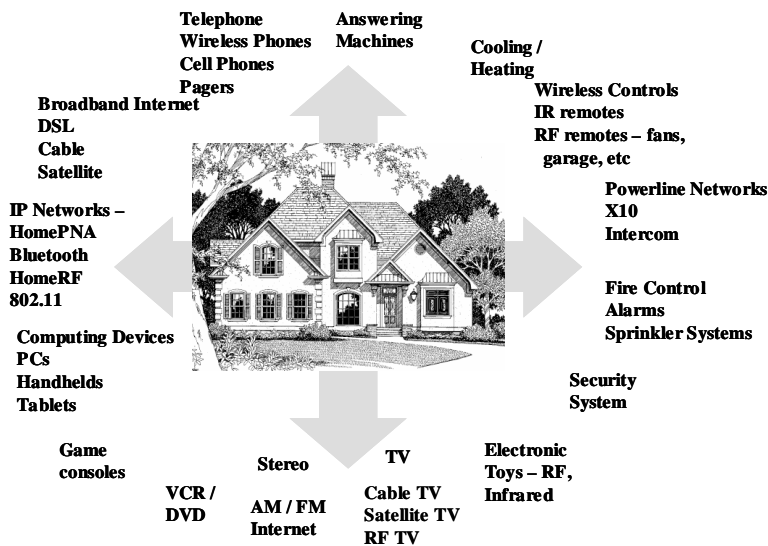 Telephone
Wireless Phones
Cell Phones
Pagers
Answering
Machines
Cooling /
Heating
Wireless Controls
IR remotes
RF remotes – fans,
garage, etc
Broadband Internet
DSL
Cable
Satellite
Powerline Networks
X10
Intercom
IP Networks –
HomePNA
Bluetooth
HomeRF
802.11
Fire Control
Alarms
Sprinkler Systems
Computing Devices
PCs
Handhelds
Tablets
Security
System
Game
consoles
VCR /
DVD
Stereo
AM / FM
Internet
TV
Cable TV
Satellite TV
RF TV
Electronic
Toys – RF,
Infrared